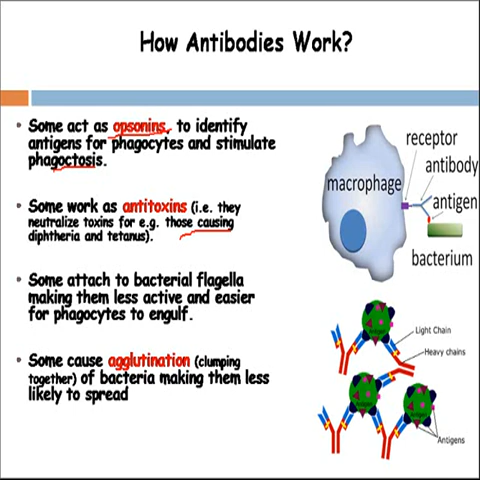 How Antibodies Work?
• Some act as opsonins, to identify
antigens for phagocytes and stimulate
phagoctosis.
• Some work as antitoxins (i.e. they
neutralize toxins for e.g. those causing
diphtheria and tetanus).
• Some attach to bacterial flagella
making them less active and easier
for phagocytes to engulf.
• Some cause agglutination (clumping
together) of bacteria making them less
likely to spread
receptor
antibody
macrophage
antigen
bacterium
Light Chain
Heavy chains
Antigens